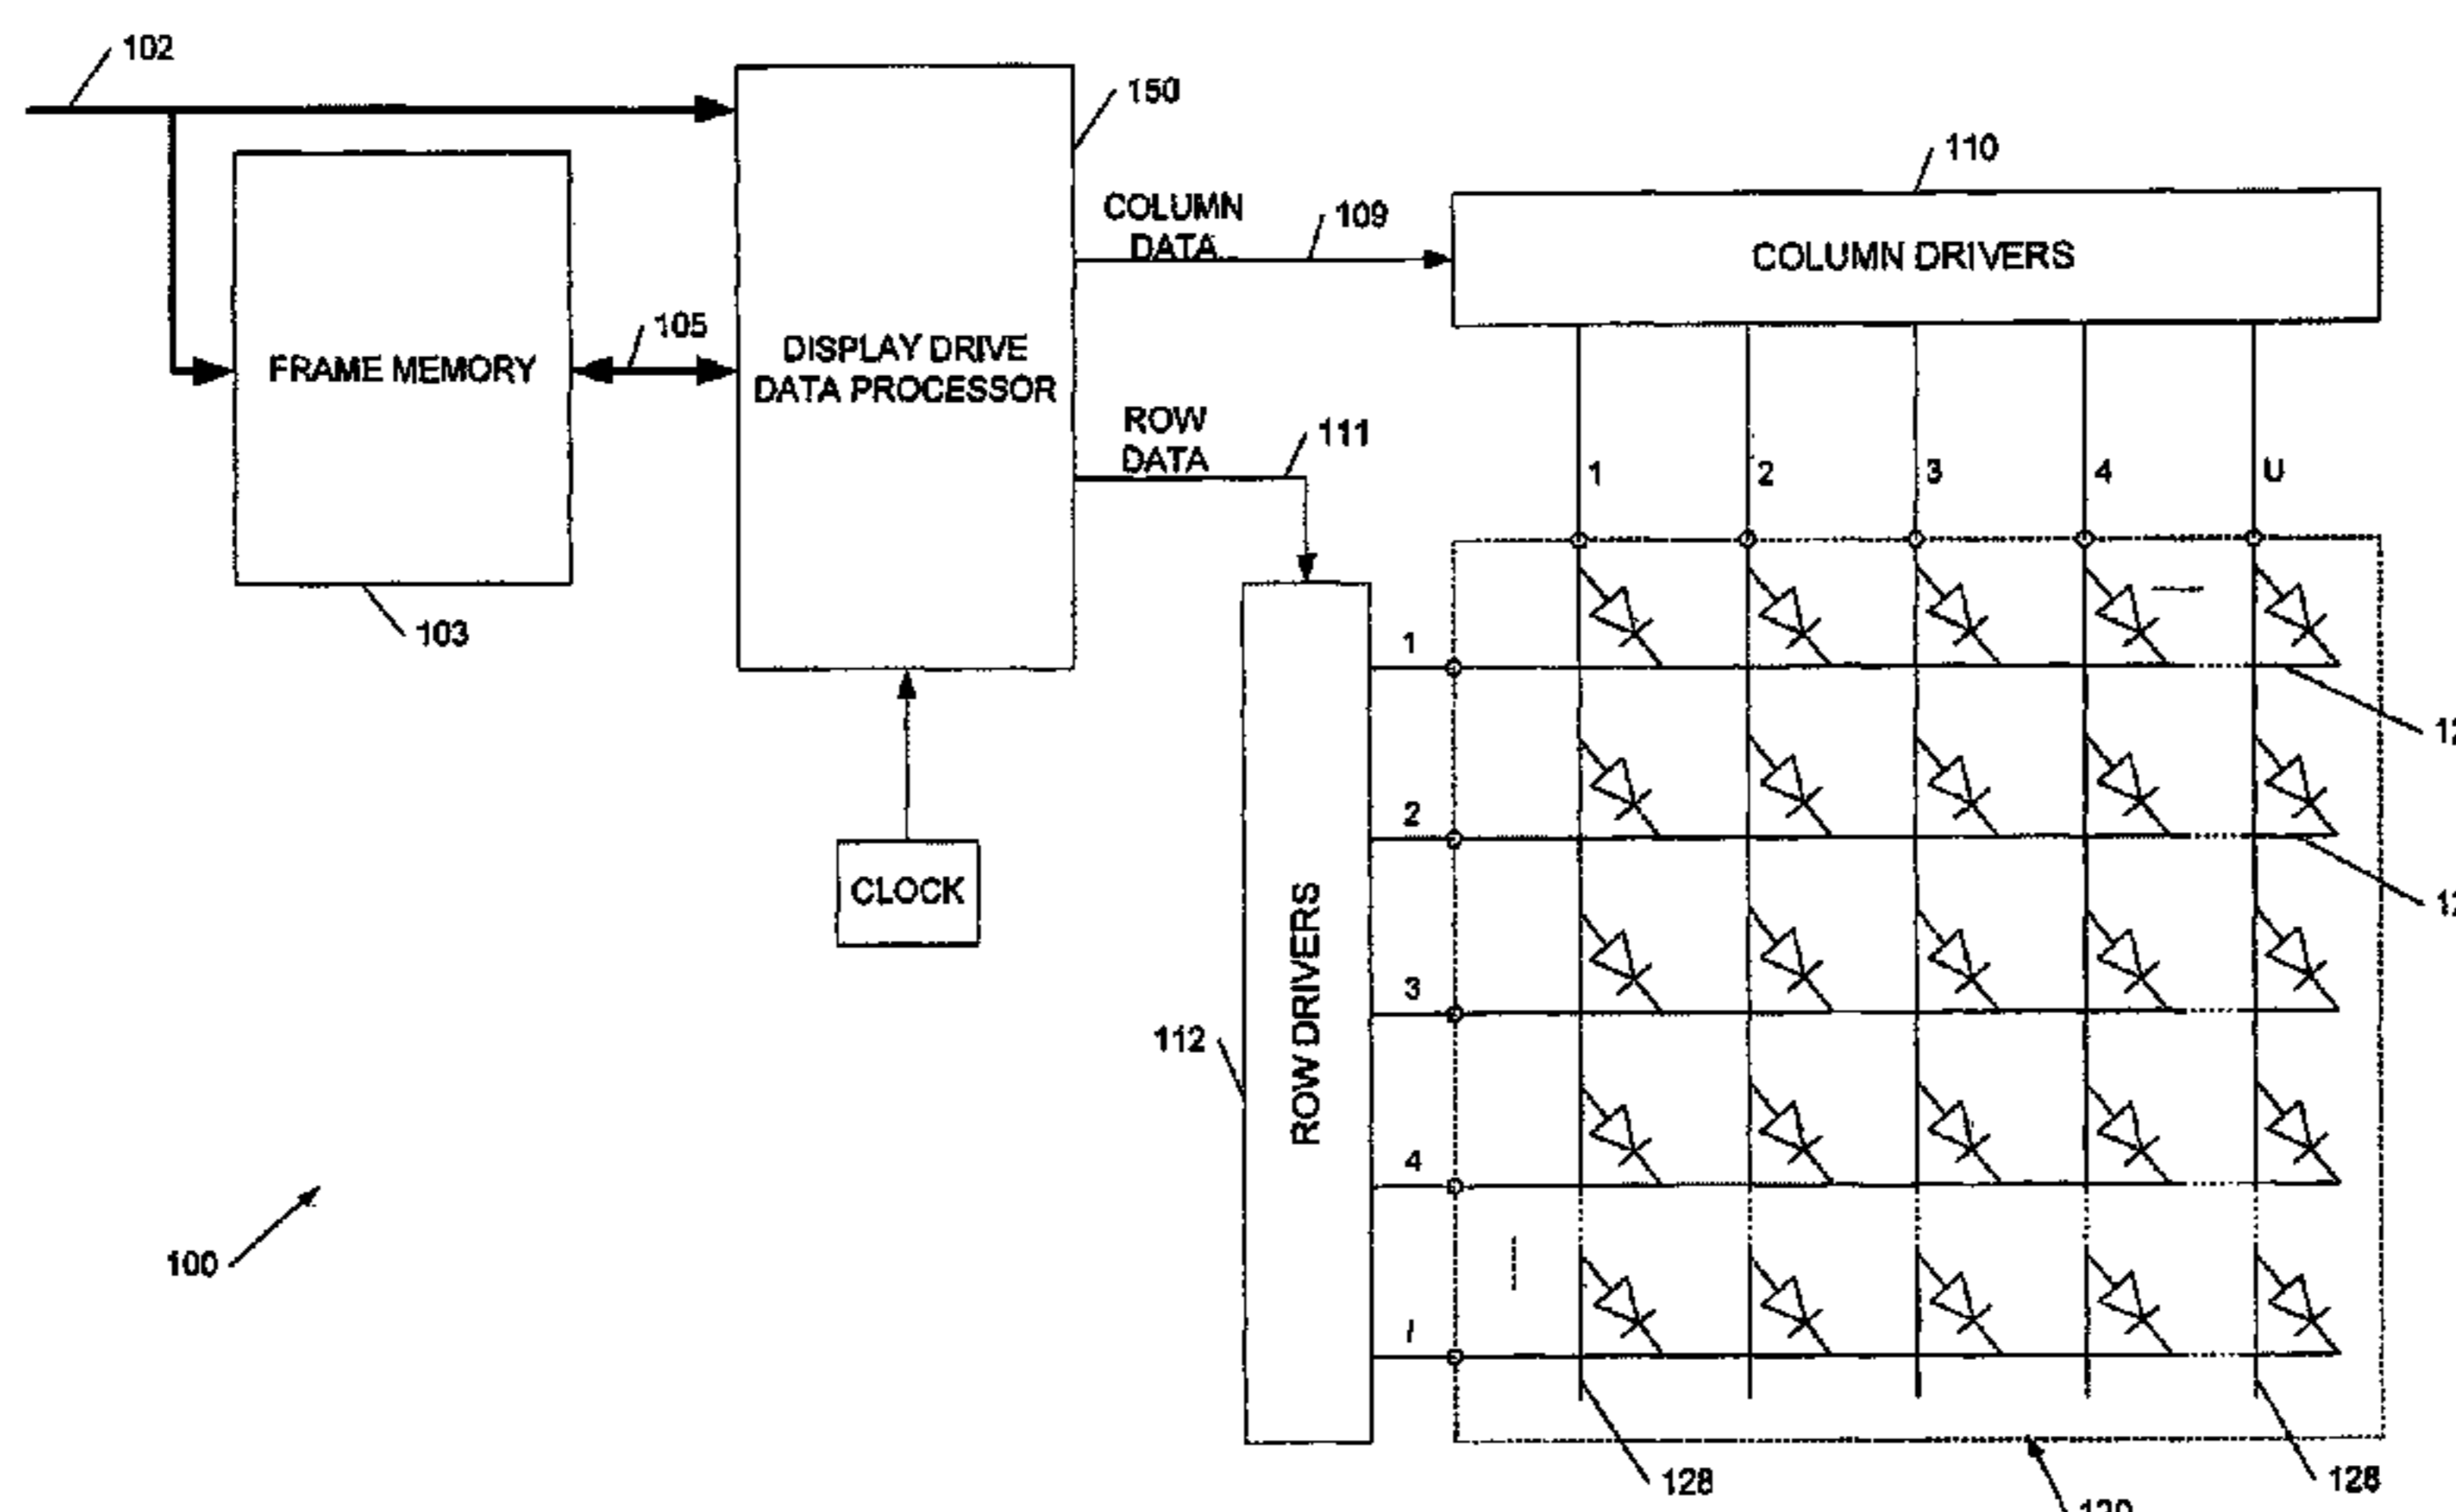 102
150
110
COLUMN
DATA
109
COLUMN DRIVERS
105
FRAME MEMORY
DISPLAY DRIVE
DATA PROCESSOR
ROW
DATA
111
1
2
3
4
U
103
1
2
CLOCK
ROW DRIVERS
3
112
4
100
128
128